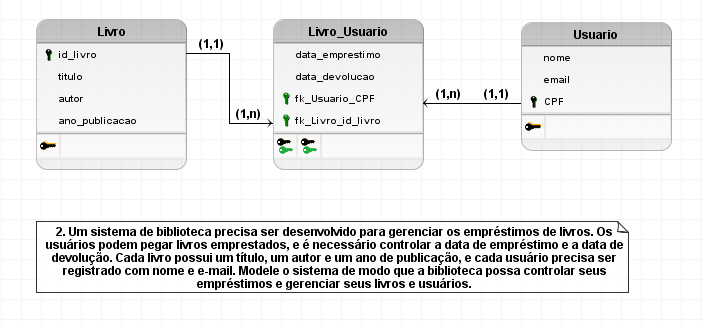 Livro
id_livro
titulo
autor
ano_publicacao
(1,1)
(1,n)
Livro_Usuario
data_emprestimo
data_devolucao
fk_Usuario_CPF
fk_Livro_id_livro
(1,n)
(1,1)
Usuario
nome
email
CPF
2. Um sistema de biblioteca precisa ser desenvolvido para gerenciar os empréstimos de livros. Os
usuários podem pegar livros emprestados, e é necessário controlar a data de empréstimo e a data de
devolução. Cada livro possui um título, um autor e um ano de publicação, e cada usuário precisa ser
registrado com nome e e-mail. Modele o sistema de modo que a biblioteca possa controlar seus
empréstimos e gerenciar seus livros e usuários.